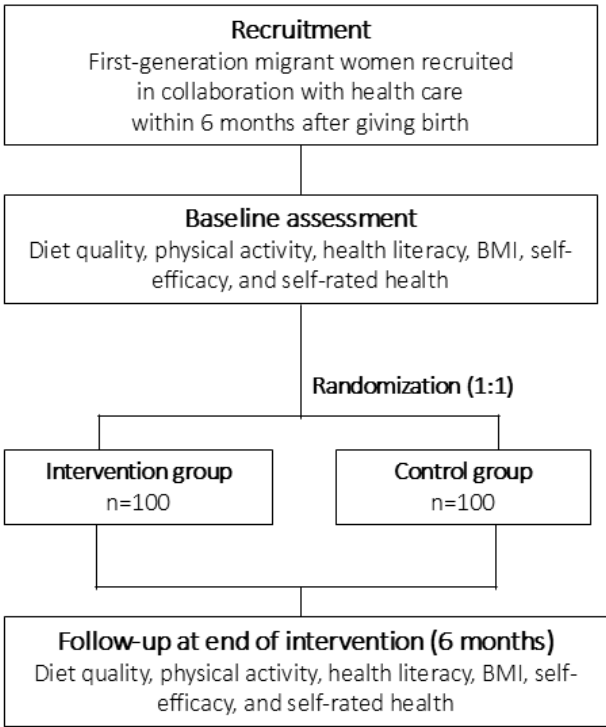 Recruitment
First-generation migrant women recruited
in collaboration with health care
within 6 months after giving birth
Baseline assessment
Diet quality, physical activity, health literacy, BMI, self-
efficacy, and self-rated health
Randomization (1:1)
Intervention group
n=100
Control group
n=100
Follow-up at end of intervention (6 months)
Diet quality, physical activity, health literacy, BMI, self-
efficacy, and self-rated health